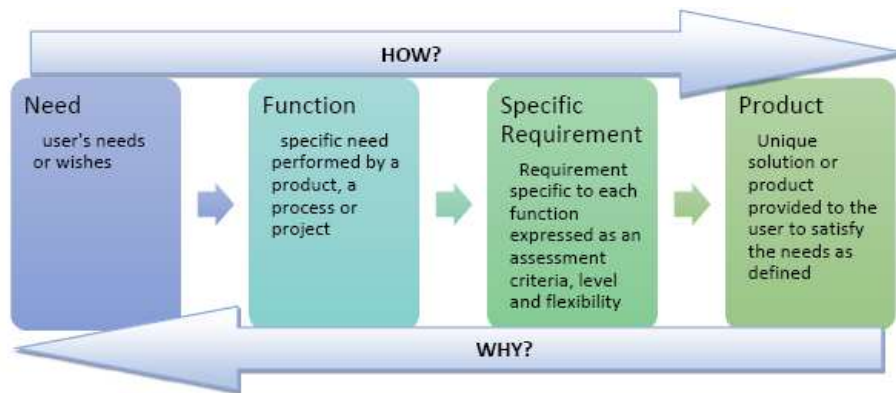 HOW?
Need
user's needs
or wishes
Function
specific need
performed by a
product, a
process or
project
Specific
Requirement
Requirement
specific to each
function
expressed as an
assessment
criteria, level
and flexibility
Product
Unique
solution or
product
provided to the
user to satisfy
the needs as
defined
WHY?